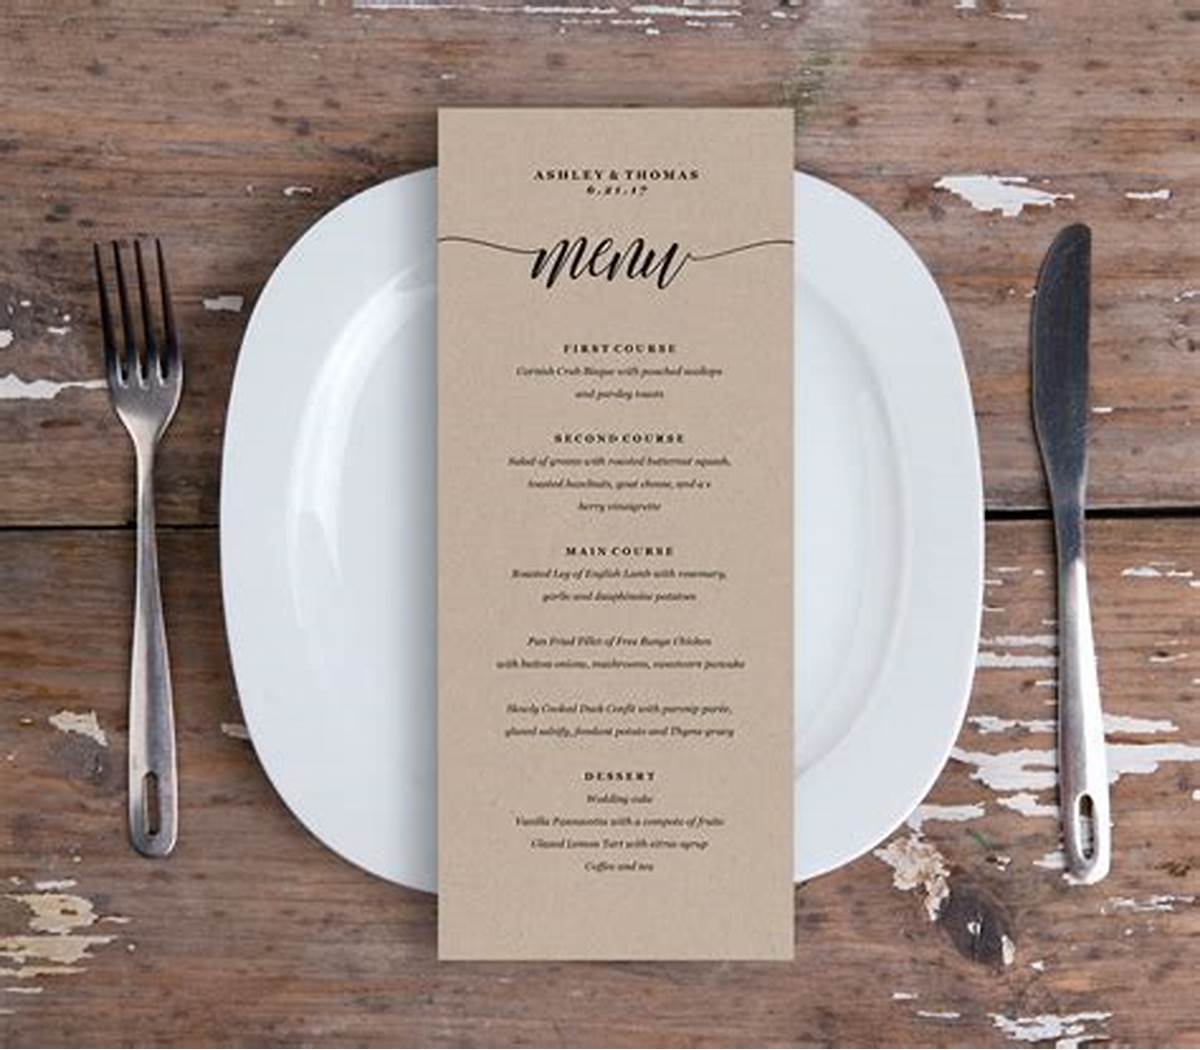 ASHLEY & THOMAS
6.21.17
menu
FIRST COURSE
Cornish Crab Bisque with poached scallops
and parsley toasts
SECOND COURSE
Salad of greens with roasted butternut squash,
toasted hazelnuts, goat cheese, and a s
berry vinaigrette
MAIN COURSE
Roasted Leg of English Lamb with rosemary,
garlic and dauphinoise potatoes
Pan Fried Fillet of Free Range Chicken
with button onions, mushrooms, sweetcorn pancake
Slowly Cooked Duck Confit with parsnip purée,
glazed salsify, fondant potato and Thyme gravy
DESSERT
Wedding cake
Vanilla Pannacotta with a compote of fruits
Glazed Lemon Tart with citrus syrup
Coffee and tea